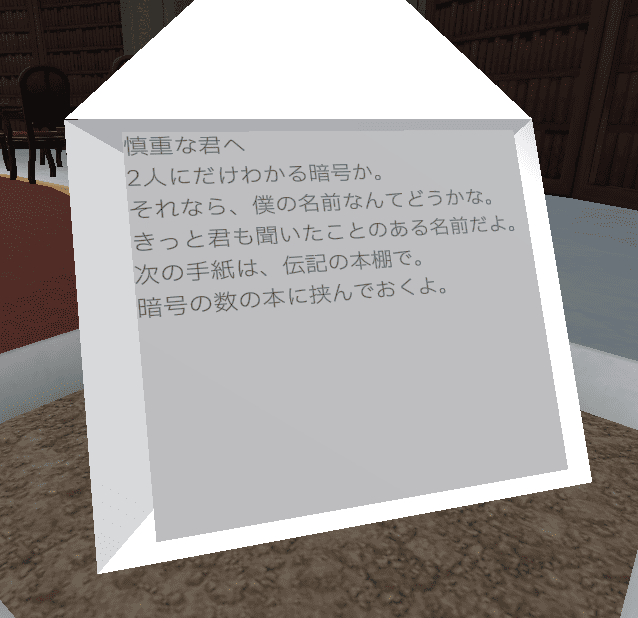 慎重な君へ
2人にだけわかる暗号か。
それなら、僕の名前なんてどうかな。
きっと君も聞いたことのある名前だよ。
次の手紙は、伝記の本棚で。
暗号の数の本に挟んでおくよ。